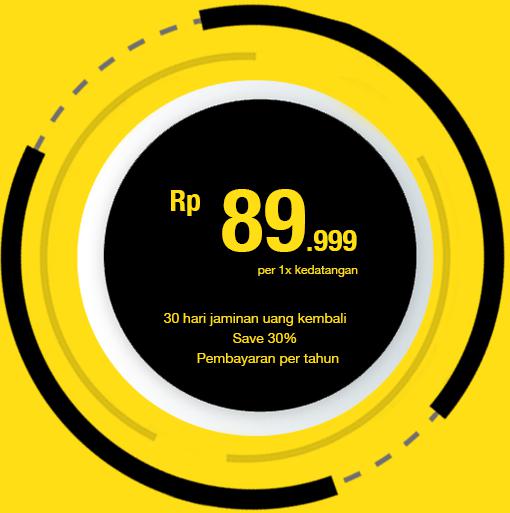 Rp 89.999
per 1x kedatangan
30 hari jaminan uang kembali
Save 30%
Pembayaran per tahun